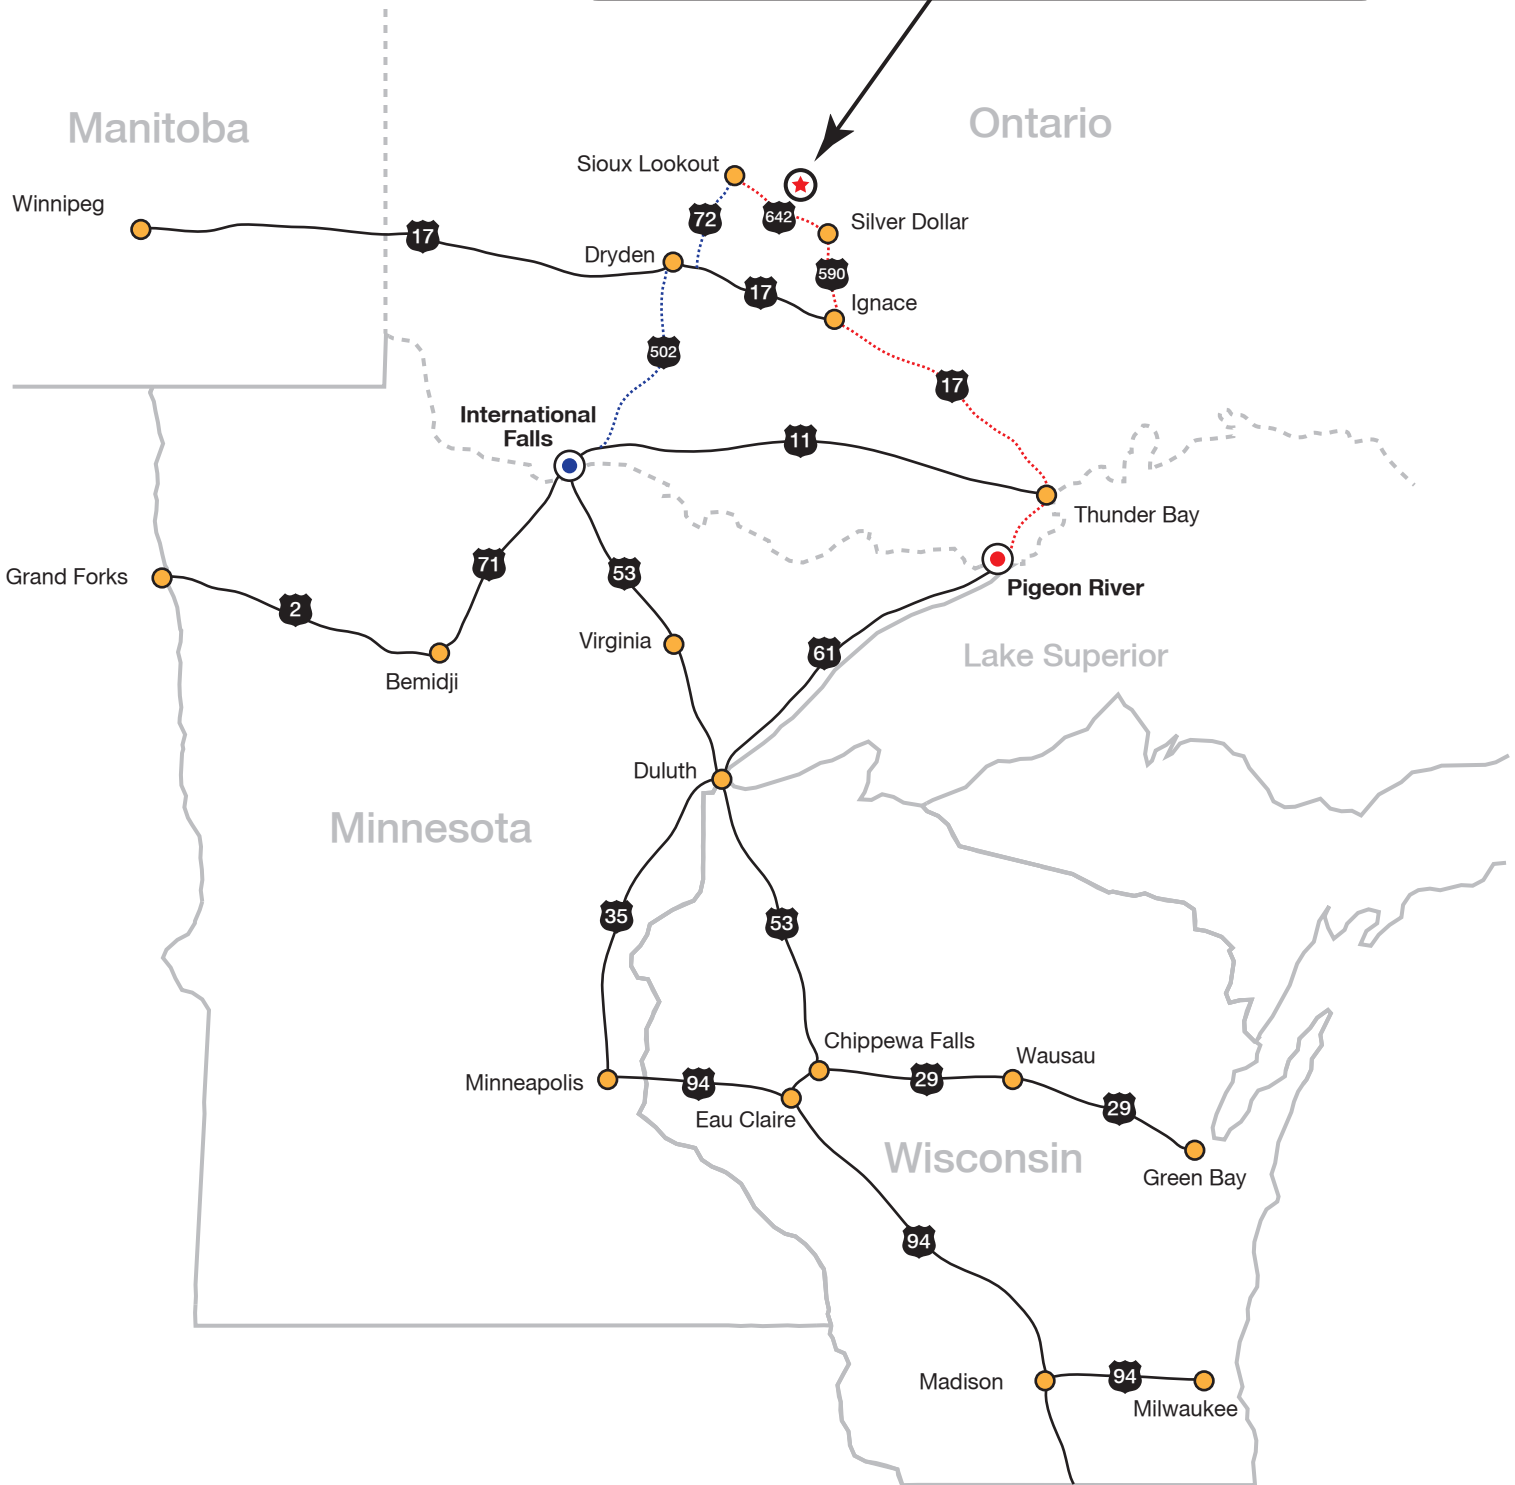 Manitoba
Ontario
Sioux Lookout
Winnipeg
72
642
Silver Dollar
17
Dryden
590
17
Ignace
502
17
International
Falls
11
Thunder Bay
71
53
Grand Forks
Pigeon River
2
Virginia
61
Lake Superior
Bemidji
Duluth
Minnesota
35
53
Chippewa Falls
Wausau
Minneapolis
94
29
29
Eau Claire
Wisconsin
Green Bay
94
Madison
94
Milwaukee